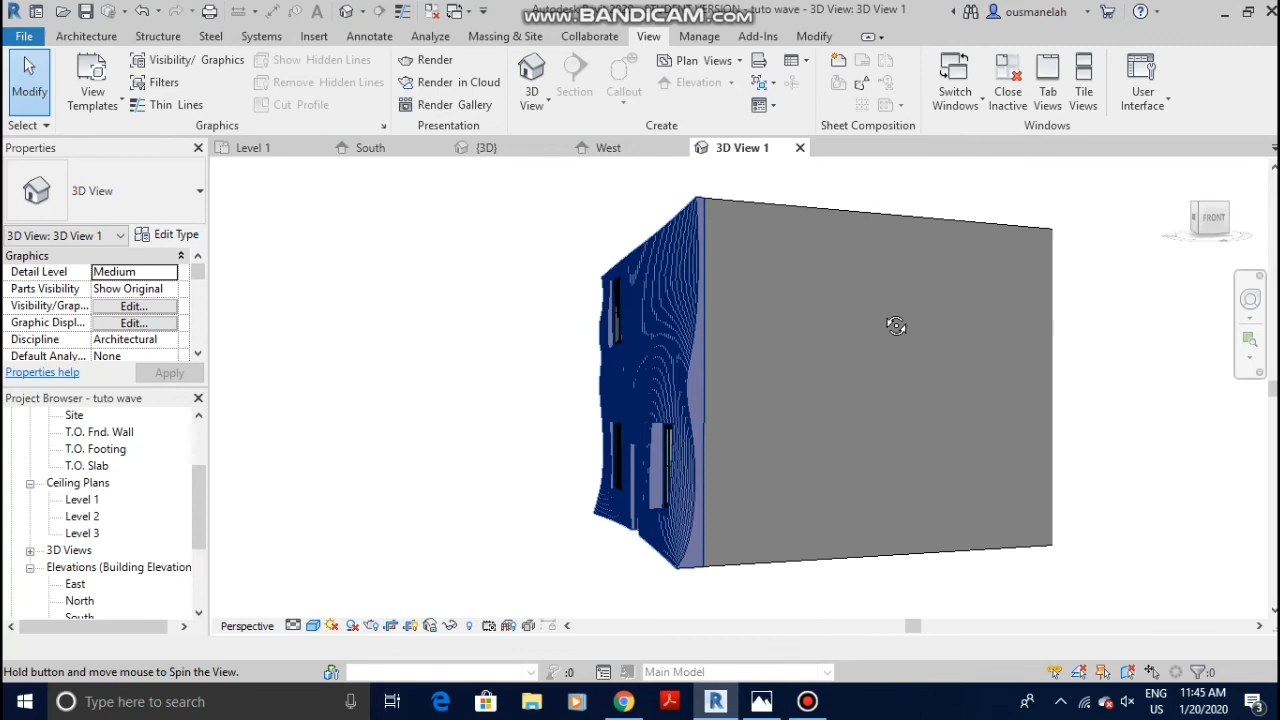 Autodesk Revit 2020 - STUDENT VERSION - tuto wave - 3D View: 3D View 1
www.BANDICAM.com
ousmanelah
File Architecture Structure Steel Systems Insert Annotate Analyze Massing & Site Collaborate View Manage Add-Ins Modify
Modify
View Templates
Visibility/ Graphics
Filters
Thin Lines
Show Hidden Lines
Remove Hidden Lines
Cut Profile
Render
Render in Cloud
Render Gallery
3D View
Section
Callout
Plan Views
Elevation
Switch Windows
Close Inactive
Tab Views
Tile Views
User Interface
Select Graphics Presentation Create Sheet Composition Windows
Properties
Level 1 South {3D} West 3D View 1
3D View
3D View: 3D View 1 Edit Type
Graphics
Detail Level Medium
Parts Visibility Show Original
Visibility/Grap... Edit...
Graphic Displ... Edit...
Discipline Architectural
Default Analy... None
Properties help Apply
Project Browser - tuto wave
Site
T.O. Fnd. Wall
T.O. Footing
T.O. Slab
Ceiling Plans
Level 1
Level 2
Level 3
3D Views
Elevations (Building Elevation
East
North
South
FRONT
Perspective
Hold button and move mouse to Spin the View.
:0
Main Model
:0
Type here to search
ENG
US
11:45 AM
1/20/2020
3